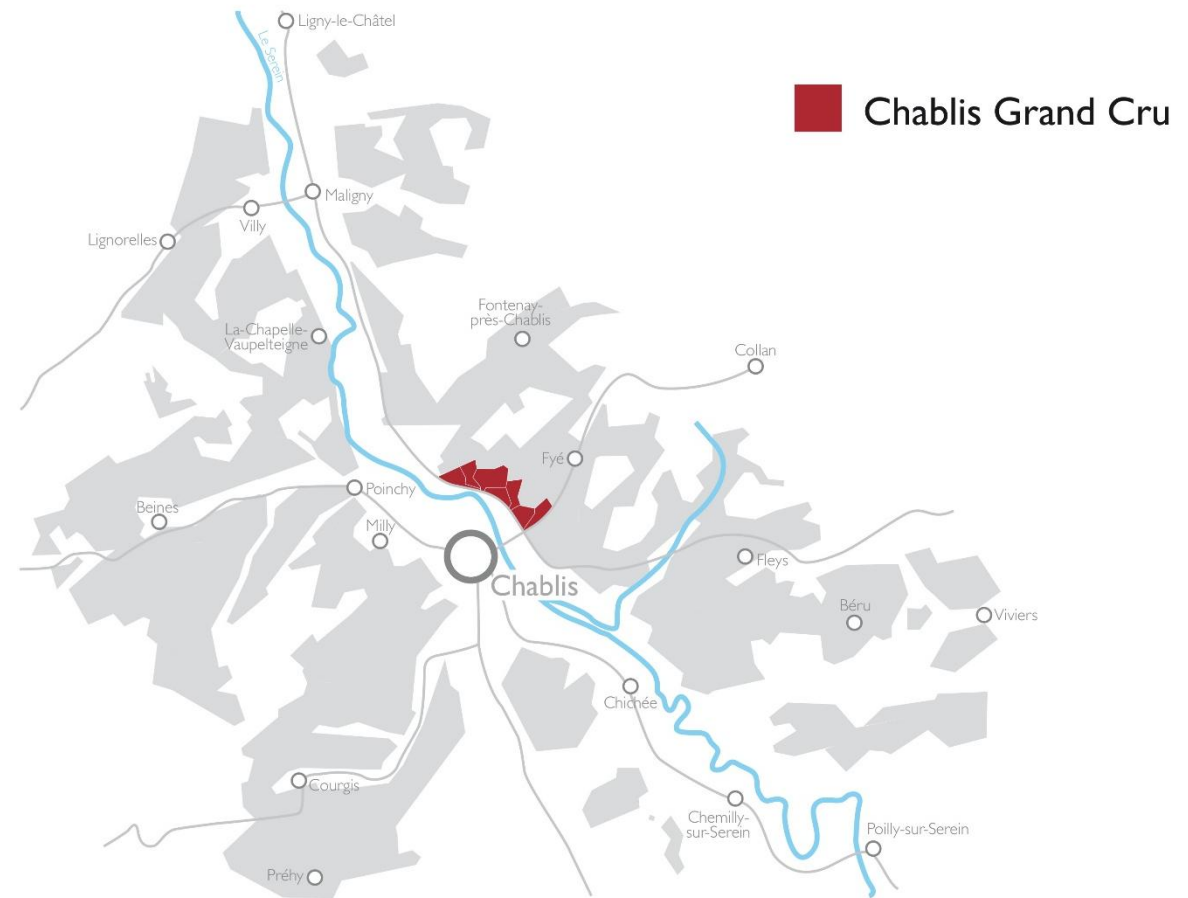 Ligny-le-Châtel
Le Serein
Chablis Grand Cru
Maligny
Villy
Lignorelles
Fontenay-
près-Chablis
La-Chapelle-
Vaupelteigne
Collan
Fyé
Poinchy
Beines
Milly
Chablis
Fleys
Béru
Viviers
Chichée
Courgis
Chemilly-
sur-Serein
Poilly-sur-Serein
Préhy